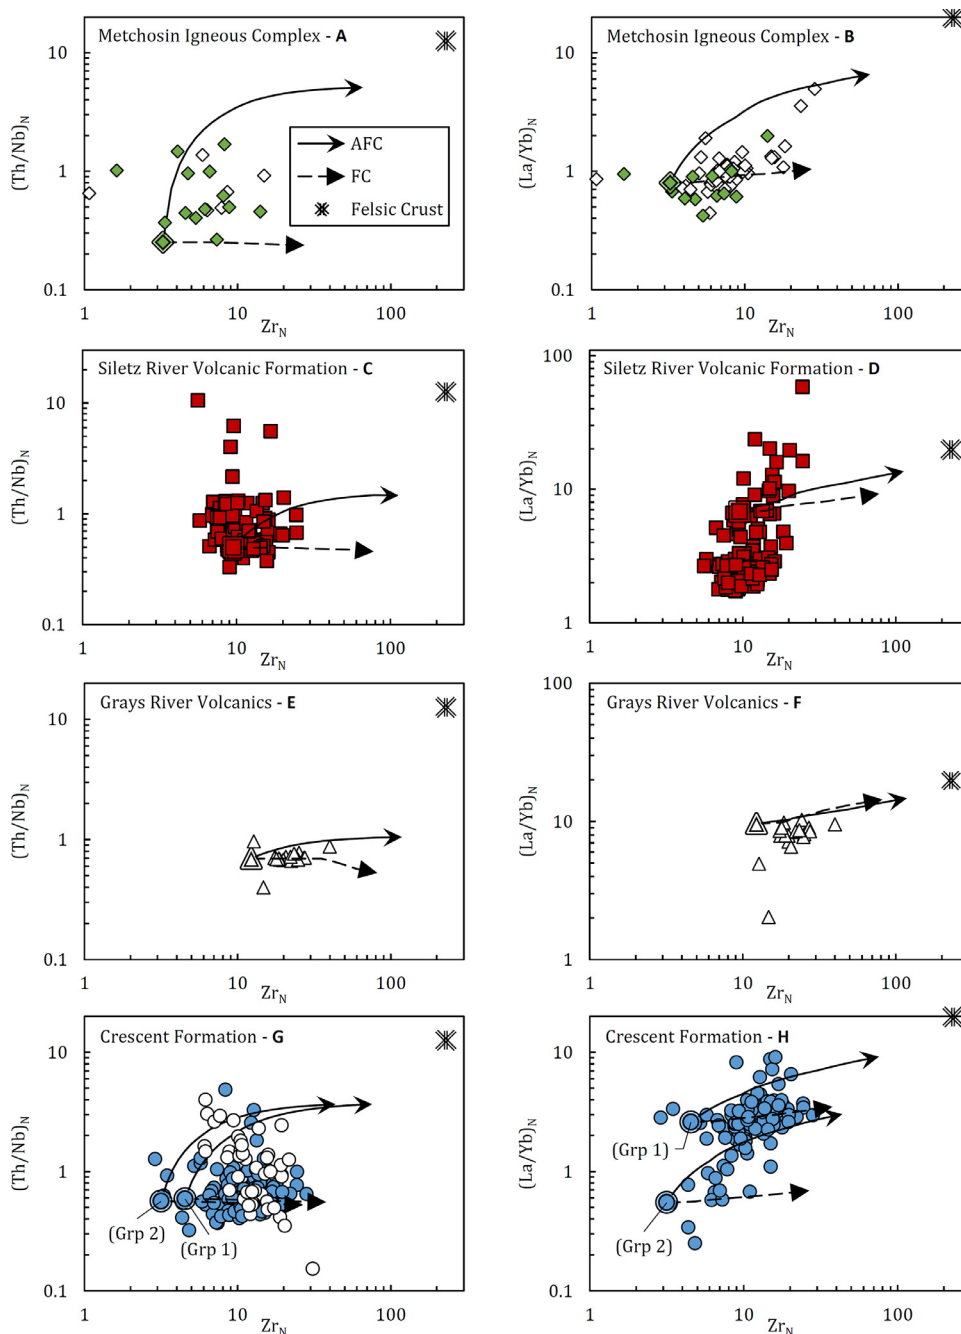 Metchosin Igneous Complex - A
10
1
0.1
(Th/Nb)N
AFC
FC
Felsic Crust
1
10
100
ZrN
Metchosin Igneous Complex - B
10
1
0.1
(La/Yb)N
1
10
100
ZrN
Siletz River Volcanic Formation - C
10
1
0.1
(Th/Nb)N
1
10
100
ZrN
100
Siletz River Volcanic Formation - D
10
1
(La/Yb)N
1
10
100
ZrN
Grays River Volcanics - E
10
1
0.1
(Th/Nb)N
1
10
100
ZrN
100
Grays River Volcanics - F
10
1
(La/Yb)N
1
10
100
ZrN
Crescent Formation - G
10
1
0.1
(Th/Nb)N
(Grp 2)
(Grp 1)
1
10
100
ZrN
Crescent Formation - H
10
1
0.1
(La/Yb)N
(Grp 1)
(Grp 2)
1
10
100
ZrN